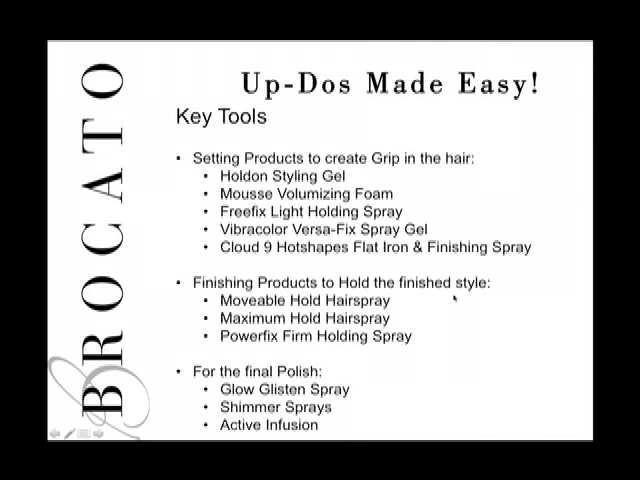 BROCATO
Up-Dos Made Easy!
Key Tools
• Setting Products to create Grip in the hair:
• Holdon Styling Gel
• Mousse Volumizing Foam
• Freefix Light Holding Spray
• Vibracolor Versa-Fix Spray Gel
• Cloud 9 Hotshapes Flat Iron & Finishing Spray
• Finishing Products to Hold the finished style:
• Moveable Hold Hairspray
• Maximum Hold Hairspray
• Powerfix Firm Holding Spray
• For the final Polish:
• Glow Glisten Spray
• Shimmer Sprays
• Active Infusion